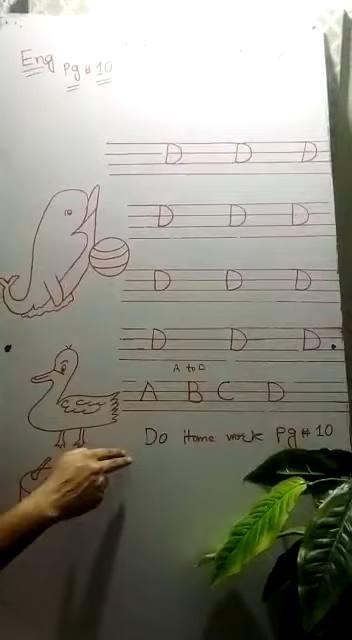 Eng Pg # 10
D D D
D D D
D D D
D D D
A to D
A B C D
Do Home work Pg # 10